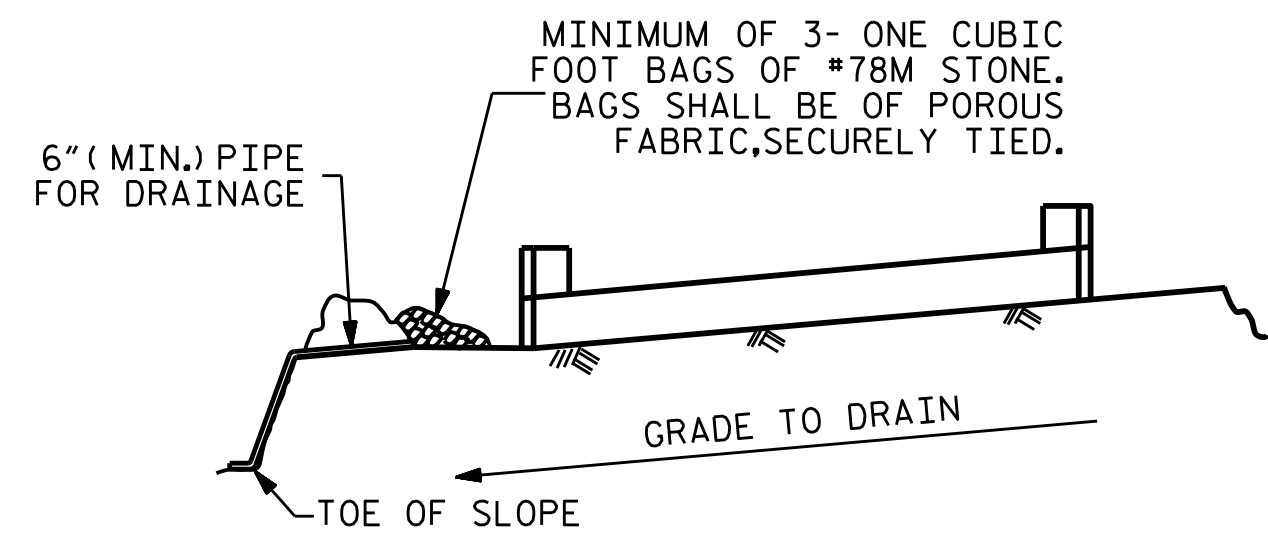 MINIMUM OF 3- ONE CUBIC
FOOT BAGS OF #78M STONE.
BAGS SHALL BE OF POROUS
FABRIC,SECURELY TIED.
6"(MIN.)PIPE
FOR DRAINAGE
GRADE TO DRAIN
TOE OF SLOPE